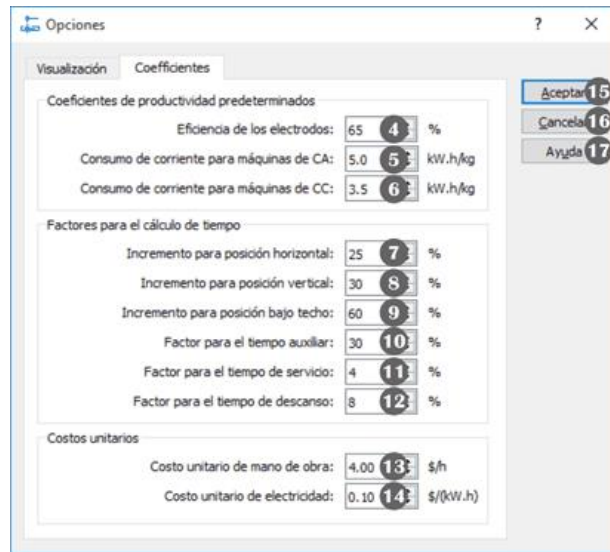 Opciones ?
Visualización Coeficientes
Coeficientes de productividad predeterminados
Eficiencia de los electrodos: 65 4 %
Consumo de corriente para máquinas de CA: 5.0 5 kW.h/kg
Consumo de corriente para máquinas de CC: 3.5 6 kW.h/kg
Factores para el cálculo de tiempo
Incremento para posición horizontal: 25 7 %
Incremento para posición vertical: 30 8 %
Incremento para posición bajo techo: 60 9 %
Factor para el tiempo auxiliar: 30 10 %
Factor para el tiempo de servicio: 4 11 %
Factor para el tiempo de descanso: 8 12 %
Costos unitarios
Costo unitario de mano de obra: 4.00 13 $/h
Costo unitario de electricidad: 0.10 14 $/(kW.h)
Aceptar 15
Cancelar 16
Ayuda 17